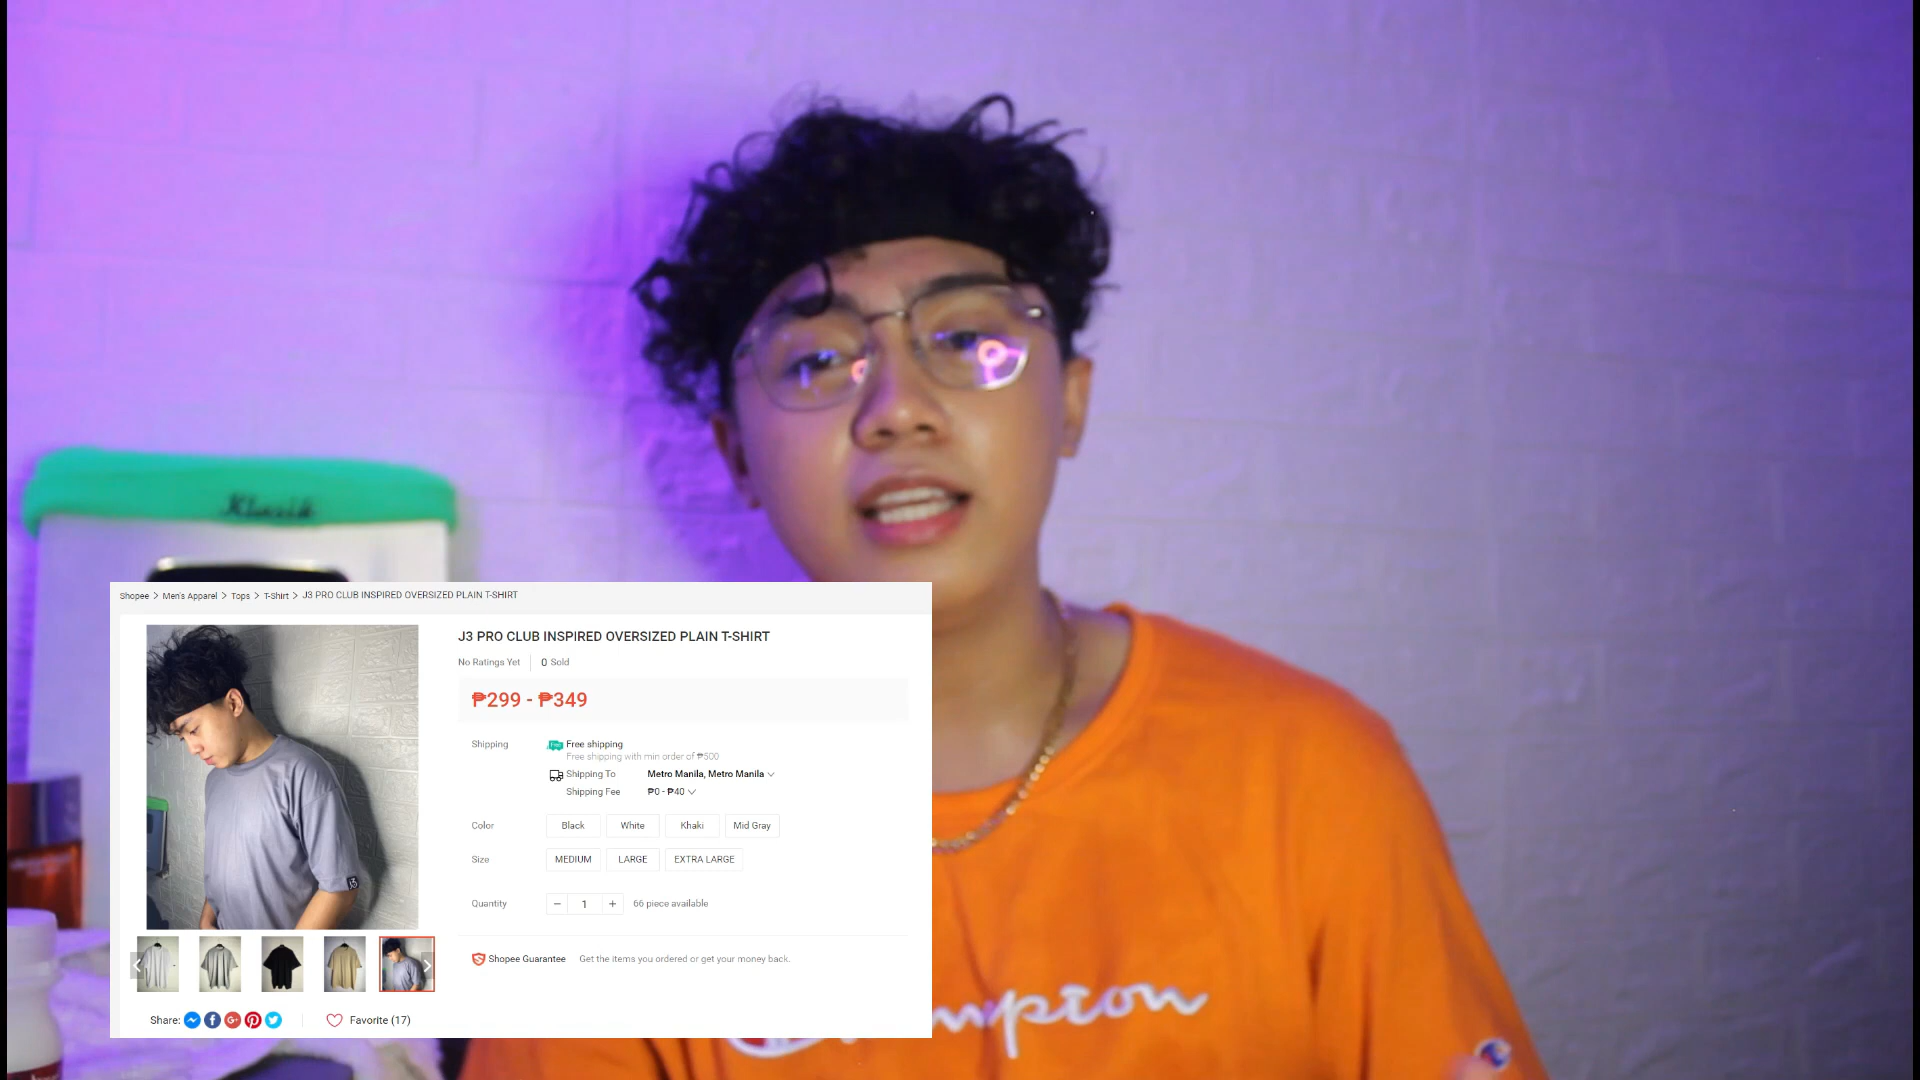 Klasik
Shopee > Men's Apparel > Tops > T-Shirt > J3 PRO CLUB INSPIRED OVERSIZED PLAIN T-SHIRT
J3 PRO CLUB INSPIRED OVERSIZED PLAIN T-SHIRT
No Ratings Yet
0 Sold
₱299 - ₱349
Shipping
Free
Free shipping
Free shipping with min order of ₱500
Shipping To
Metro Manila, Metro Manila
Shipping Fee
₱0 - ₱40
Color
Black
White
Khaki
Mid Gray
Size
MEDIUM
LARGE
EXTRA LARGE
Quantity
1
66 piece available
J3
Shopee Guarantee
Get the items you ordered or get your money back.
Share:
Favorite (17)
mpion